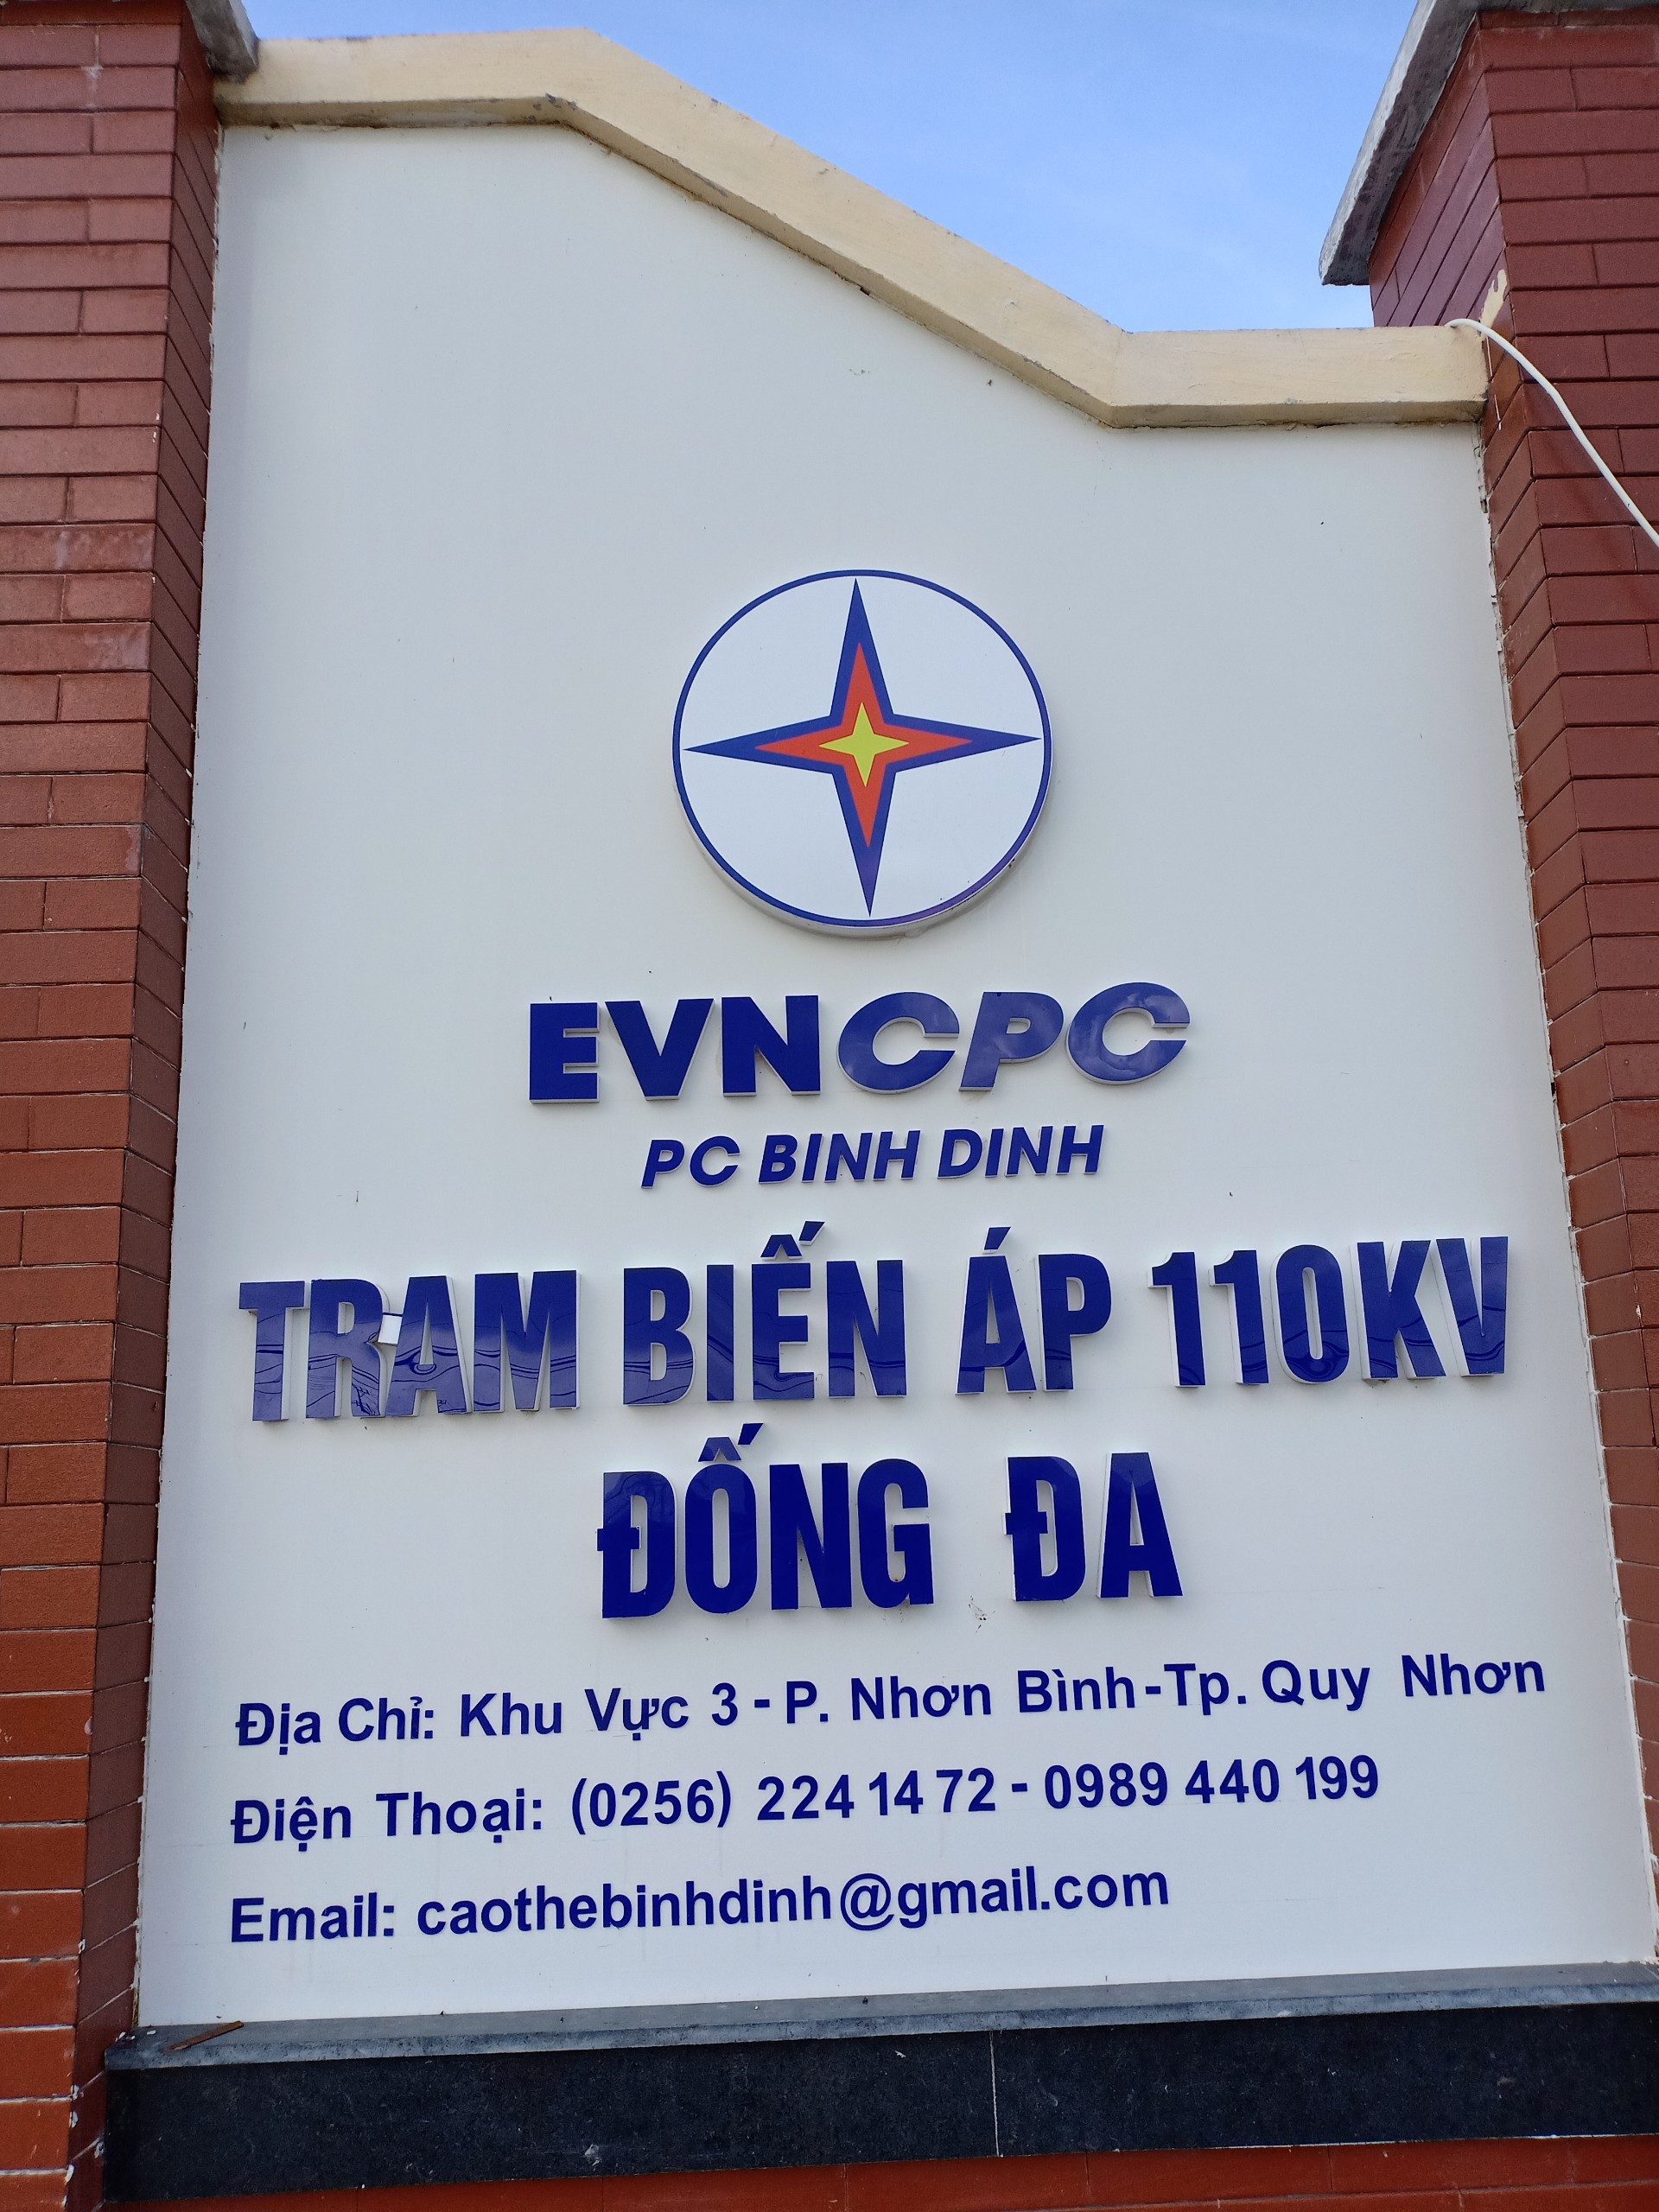 EVNCPC
PC BINH DINH
TRAM BIẾN ÁP 110KV
ĐỐNG ĐA
Địa Chỉ: Khu Vực 3 - P. Nhơn Bình-Tp. Quy Nhơn
Điện Thoại: (0256) 224 14 72 - 0989 440 199
Email: caothebinhdinh@gmail.com